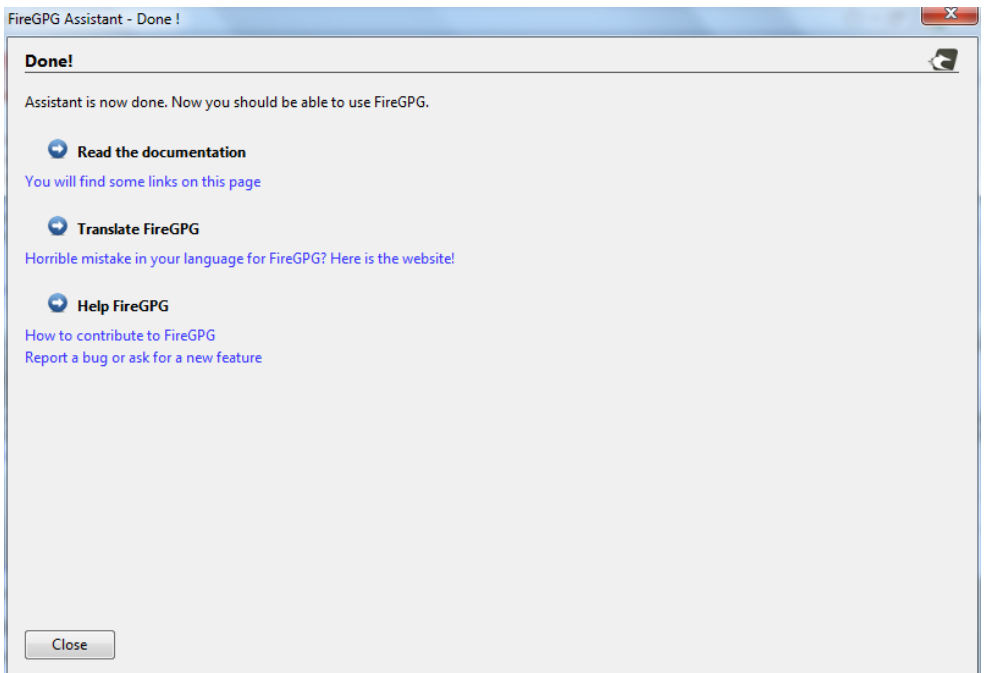 FireGPG Assistant - Done !
Done!
Assistant is now done. Now you should be able to use FireGPG.
Read the documentation
You will find some links on this page
Translate FireGPG
Horrible mistake in your language for FireGPG? Here is the website!
Help FireGPG
How to contribute to FireGPG
Report a bug or ask for a new feature
Close